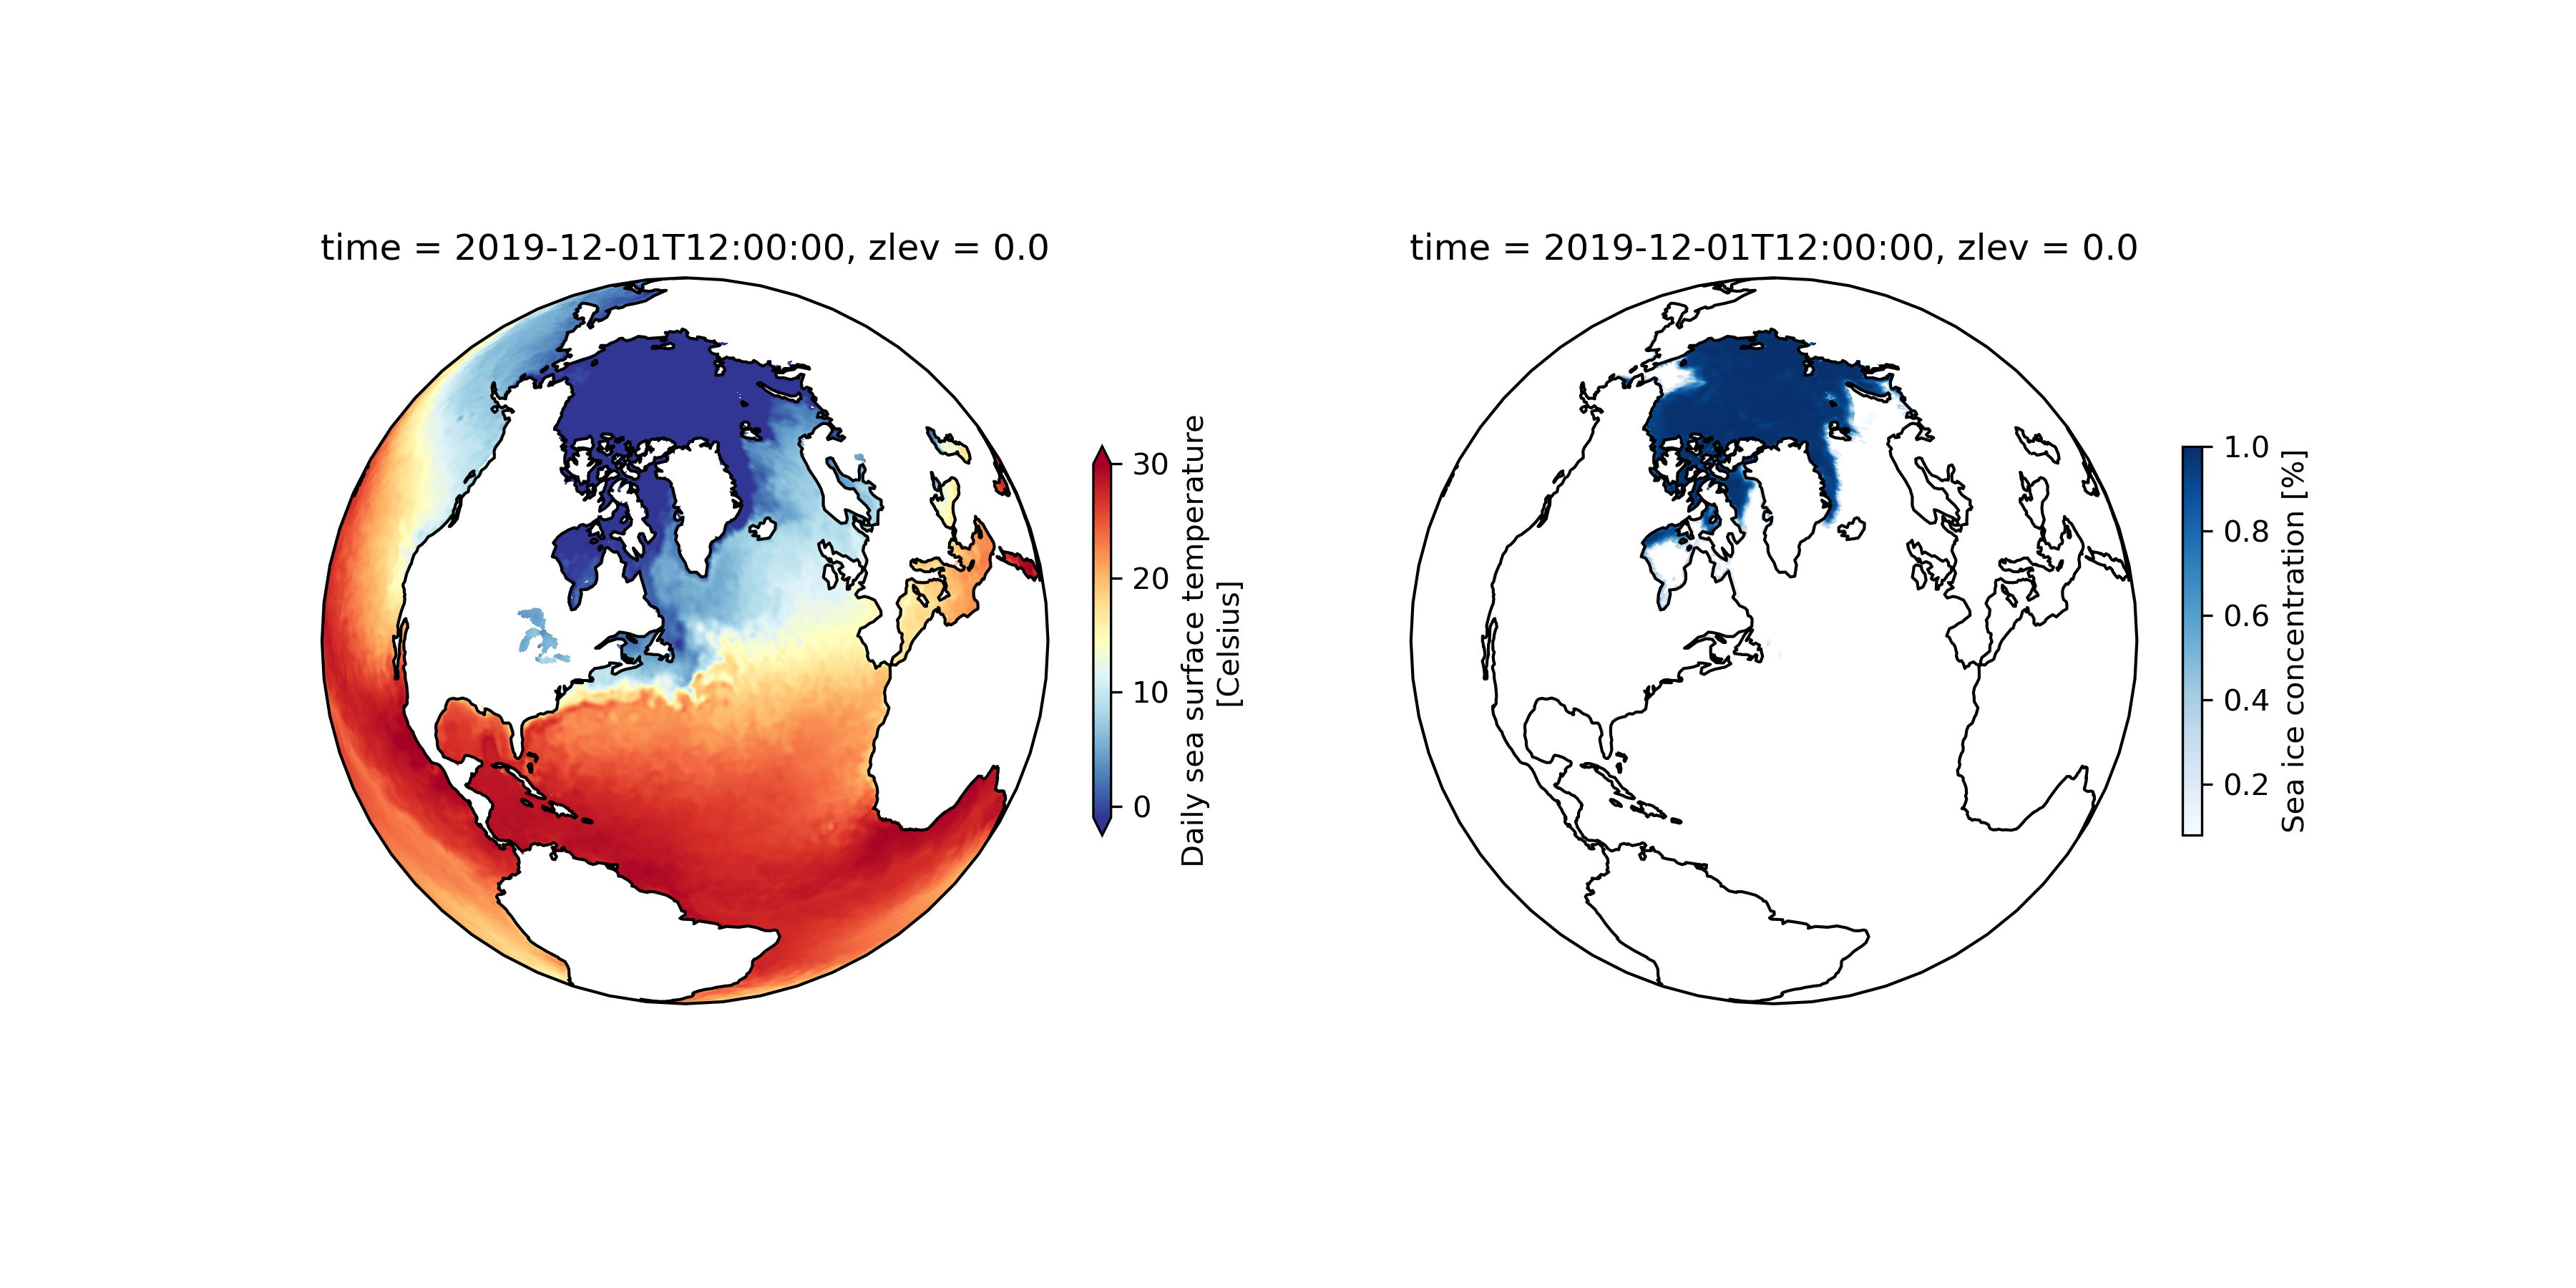 time = 2019-12-01T12:00:00, zlev = 0.0
30
20
10
0
Daily sea surface temperature
[Celsius]
time = 2019-12-01T12:00:00, zlev = 0.0
1.0
0.8
0.6
0.4
0.2
Sea ice concentration [%]